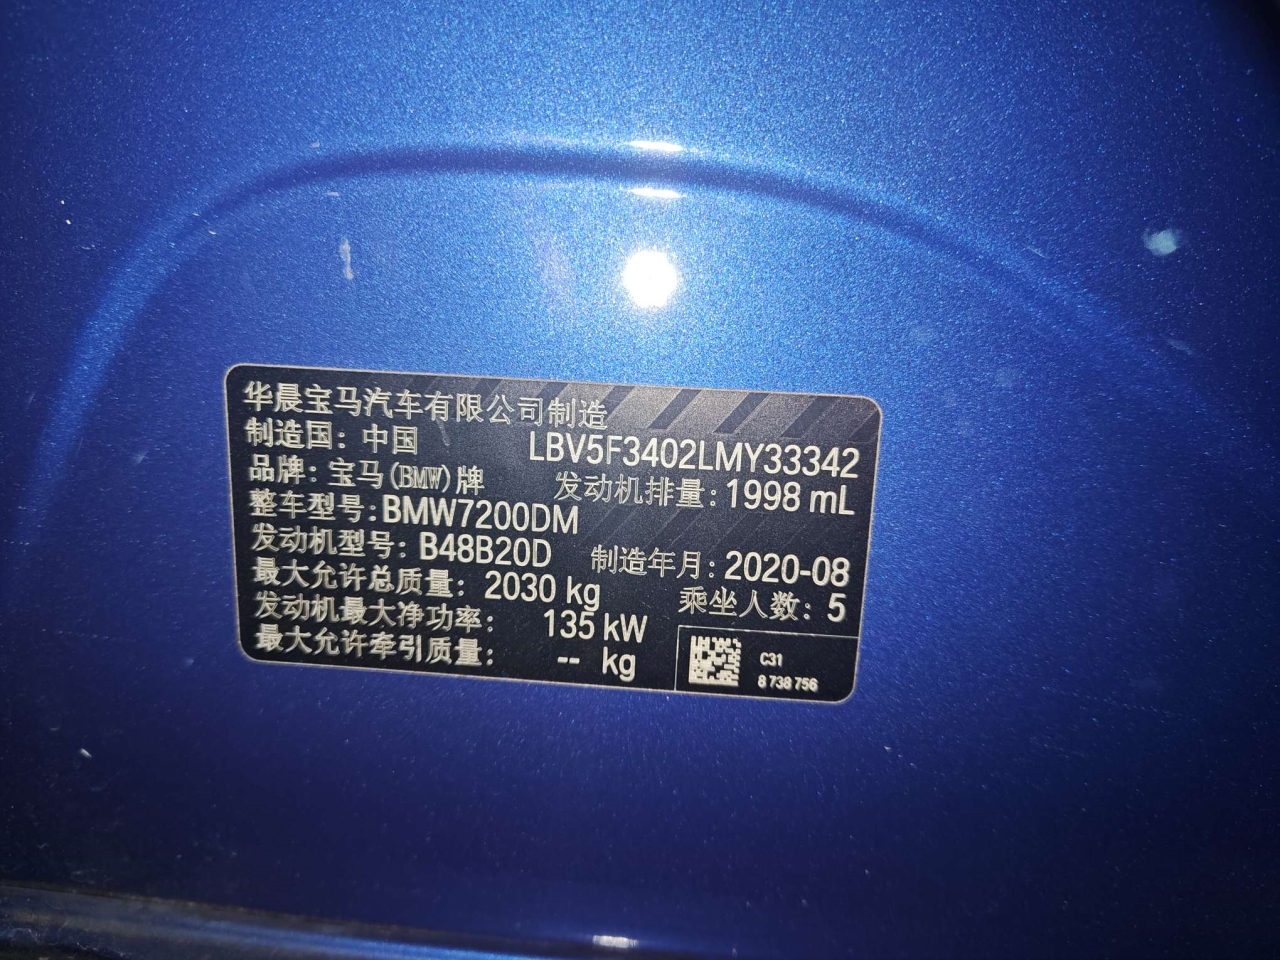 华晨宝马汽车有限公司制造
制造国: 中国 LBV5F3402LMY33342
品牌: 宝马(BMW)牌 发动机排量: 1998 mL
整车型号: BMW7200DM
发动机型号: B48B20D 制造年月: 2020-08
最大允许总质量: 2030 kg 乘坐人数: 5
发动机最大净功率: 135 kW
最大允许牵引质量: -- kg
C31
8 738 756